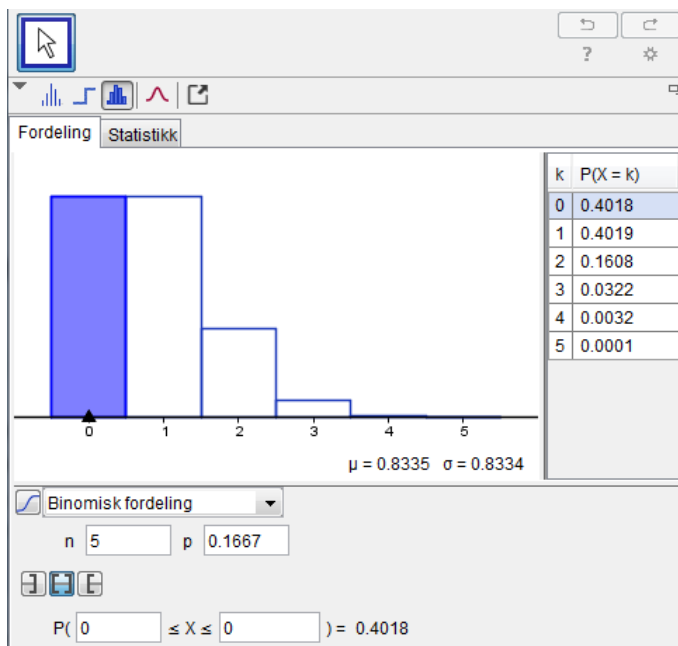 ?
Fordeling Statistikk
k P(X = k)
0 0.4018
1 0.4019
2 0.1608
3 0.0322
4 0.0032
5 0.0001
0 1 2 3 4 5
μ = 0.8335 σ = 0.8334
Binomisk fordeling
n 5 p 0.1667
P( 0 ≤ X ≤ 0 ) = 0.4018